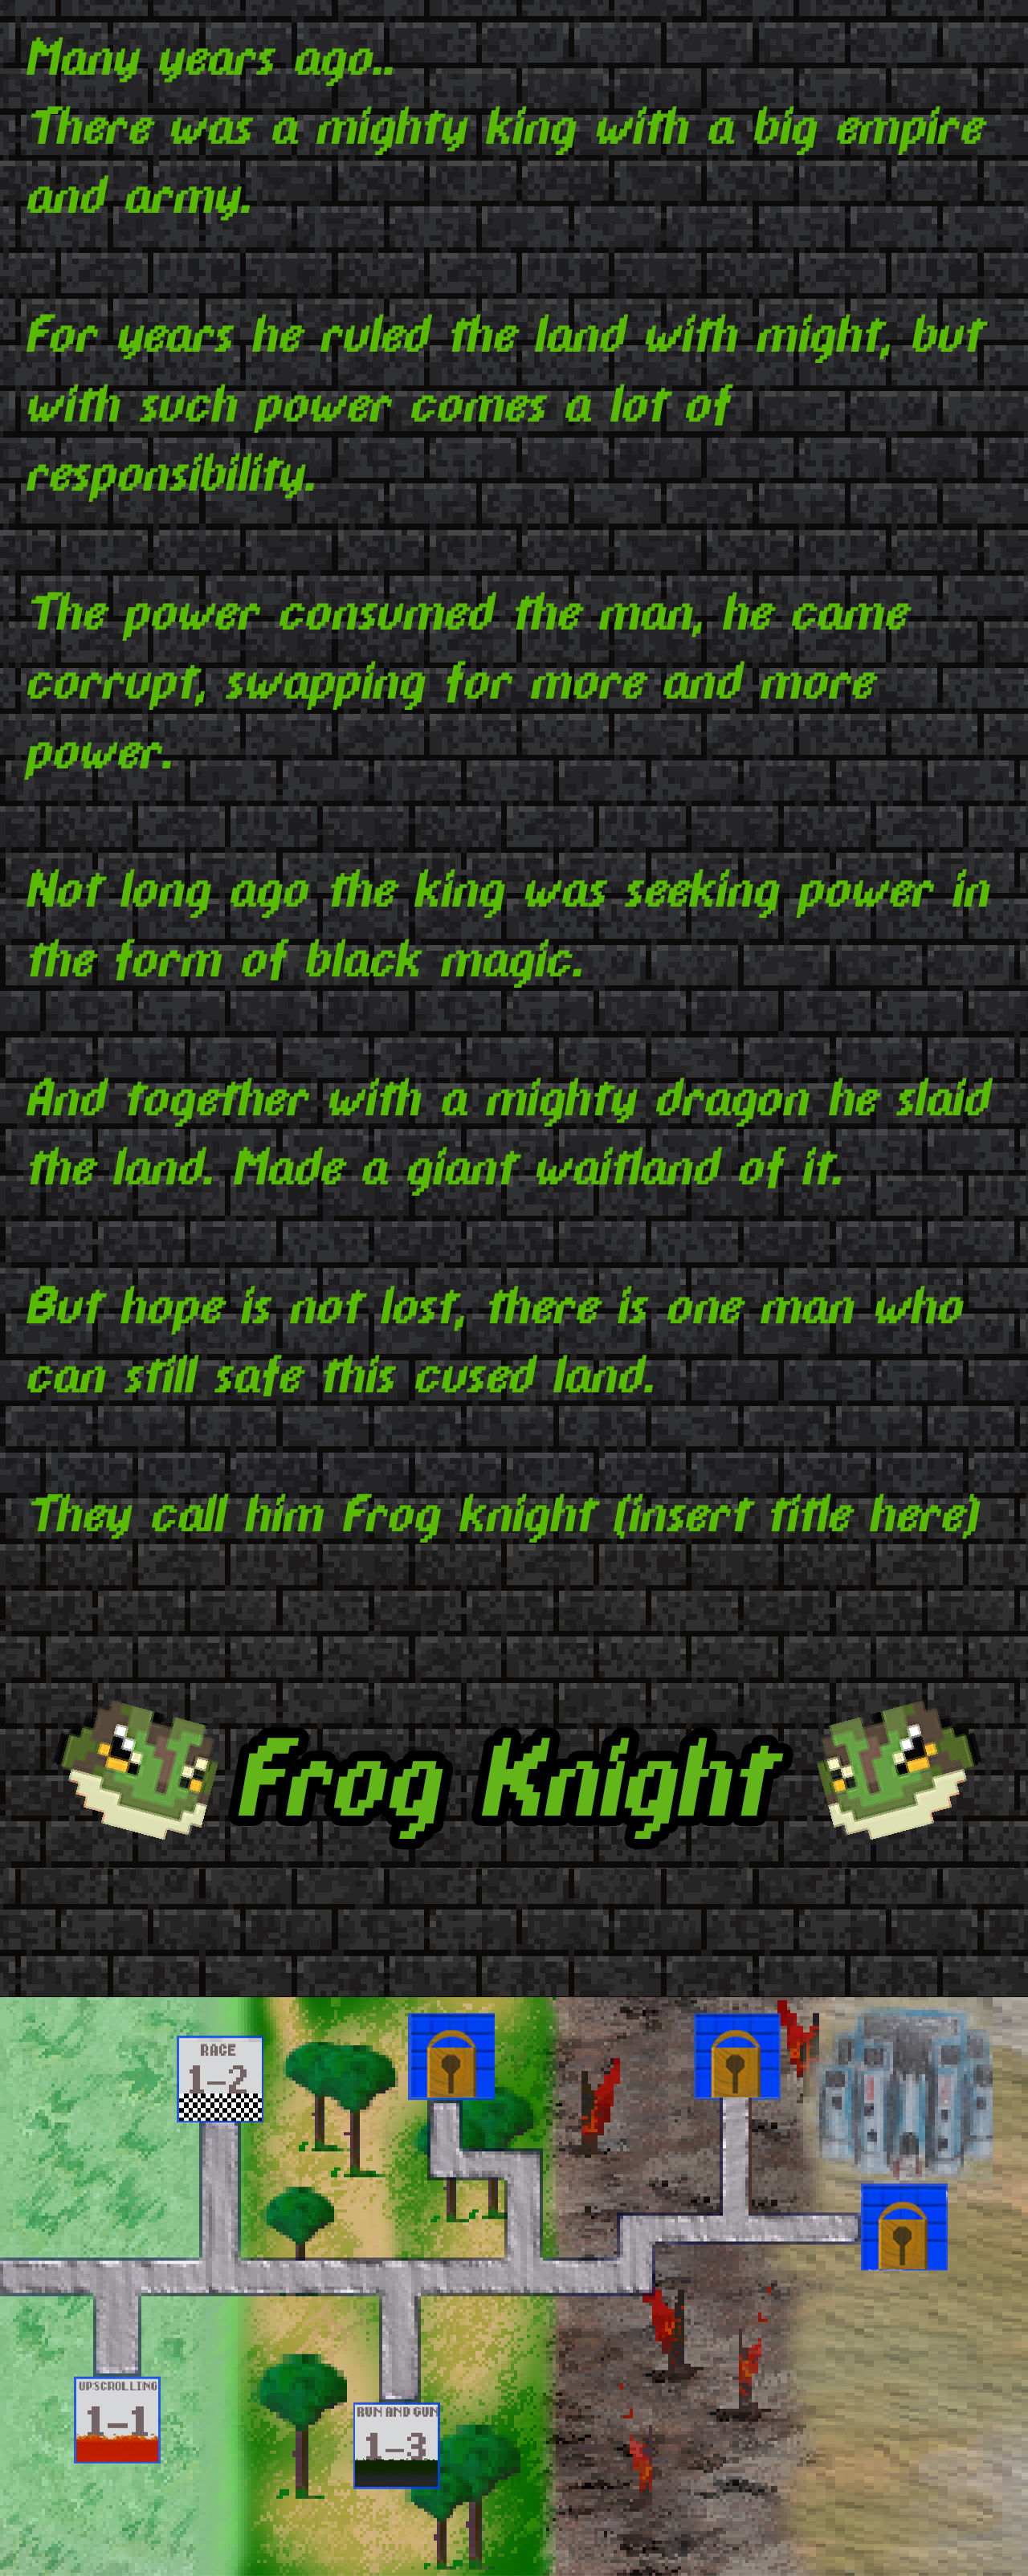 Many years ago..
There was a mighty king with a big empire
and army.
For years he ruled the land with might, but
with such power comes a lot of
responsibility.
The power consumed the man, he came
corrupt, swapping for more and more
power.
Not long ago the king was seeking power in
the form of black magic.
And together with a mighty dragon he slaid
the land. Made a giant waitland of it.
But hope is not lost, there is one man who
can still safe this cused land.
They call him Frog knight (insert title here)
Frog Knight
RACE
1-2
UPSCROLLING
1-1
RUN AND GUN
1-3